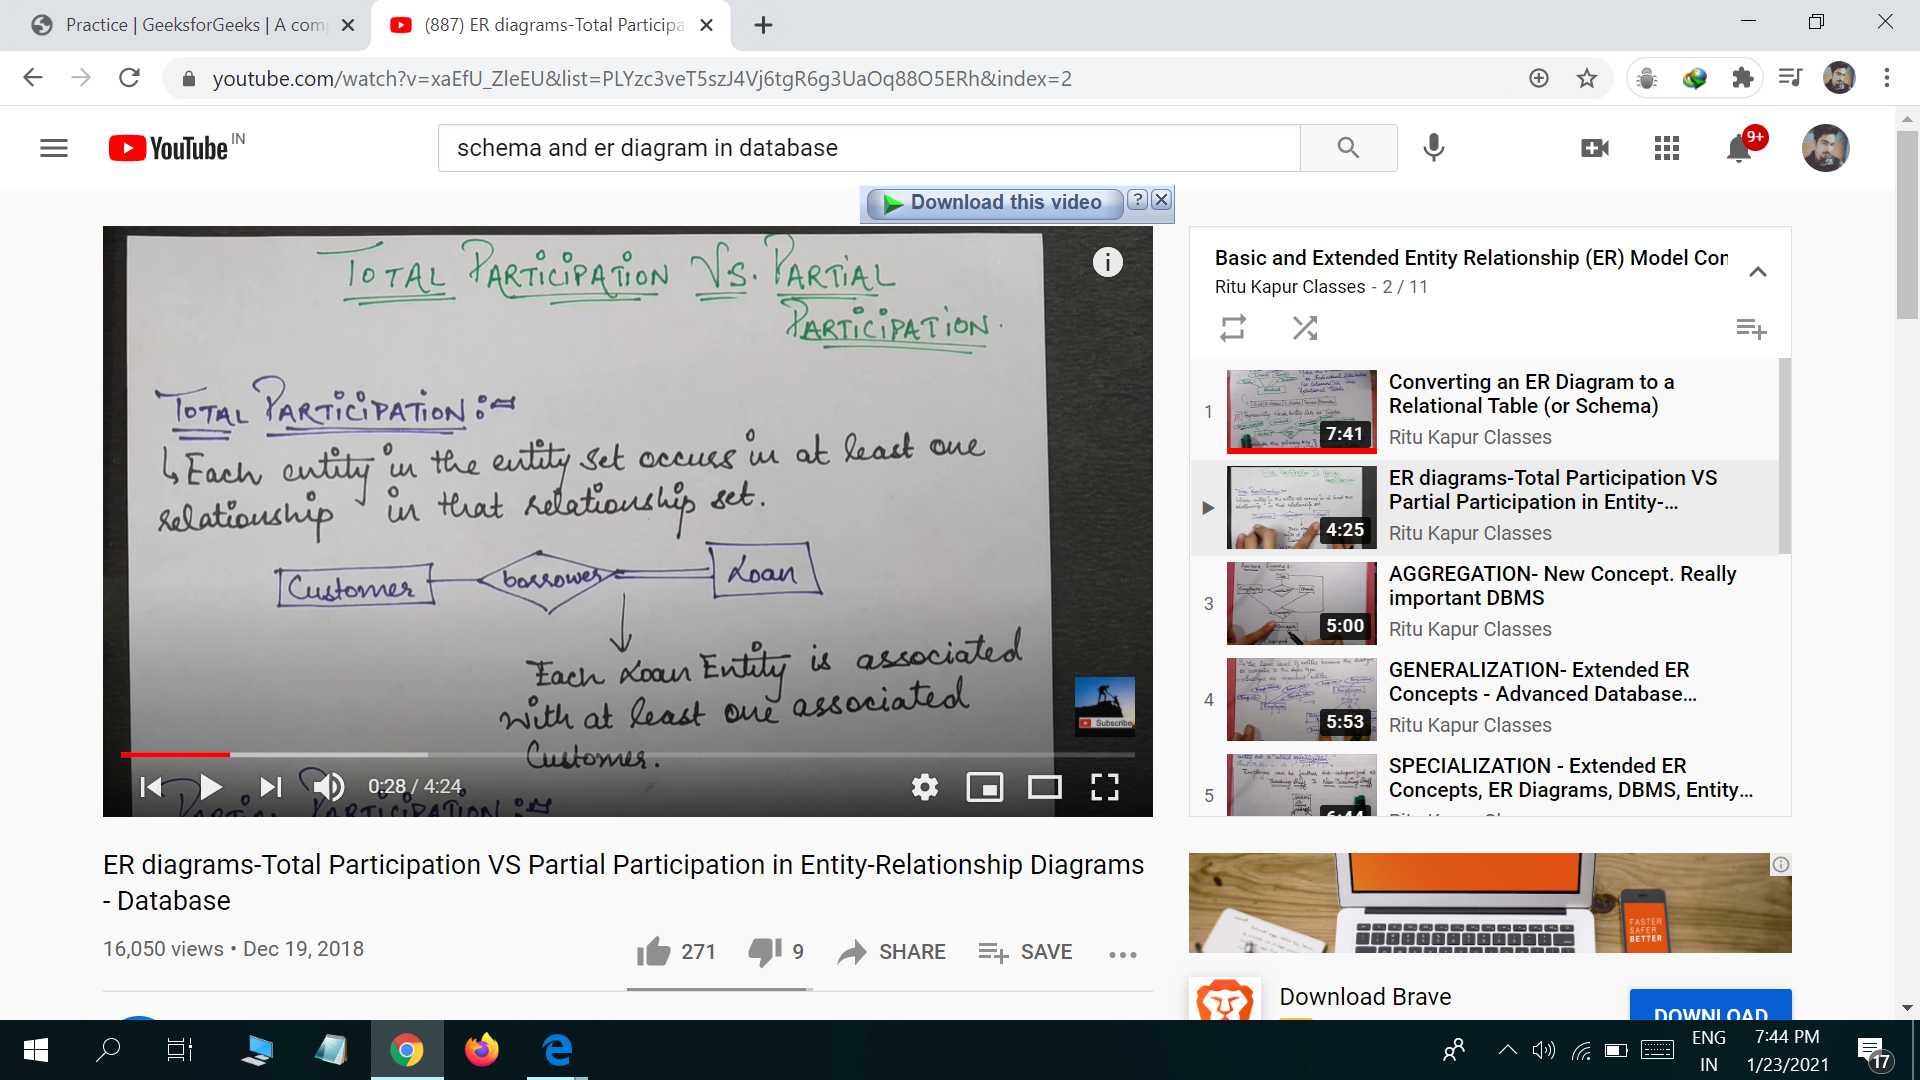 Practice | GeeksforGeeks | A com
(887) ER diagrams-Total Participa
youtube.com/watch?v=xaEfU_ZleEU&list=PLYzc3veT5szJ4Vj6tgR6g3UaOq88O5ERh&index=2
YouTube IN
schema and er diagram in database
9+
Download this video ?
TOTAL PARTICIPATION V.S. PARTIAL
PARTICIPATION.
TOTAL PARTICIPATION :-
Each entity in the entity set occurs in at least one
relationship in that relationship set.
Customer borrower Loan
Each Loan Entity is associated
with at least one associated
Customer.
Subscribe
0:28 / 4:24
PARTIAL PARTICIPATION :-
Basic and Extended Entity Relationship (ER) Model Con
Ritu Kapur Classes - 2 / 11
1
7:41
Converting an ER Diagram to a
Relational Table (or Schema)
Ritu Kapur Classes
4:25
ER diagrams-Total Participation VS
Partial Participation in Entity-...
Ritu Kapur Classes
3
5:00
AGGREGATION- New Concept. Really
important DBMS
Ritu Kapur Classes
4
5:53
GENERALIZATION- Extended ER
Concepts - Advanced Database...
Ritu Kapur Classes
5
6:44
SPECIALIZATION - Extended ER
Concepts, ER Diagrams, DBMS, Entity...
ER diagrams-Total Participation VS Partial Participation in Entity-Relationship Diagrams
- Database
16,050 views • Dec 19, 2018
271 9 SHARE SAVE
FASTER
SAFER
BETTER
Download Brave
DOWNLOAD
ENG
IN
7:44 PM
1/23/2021
17